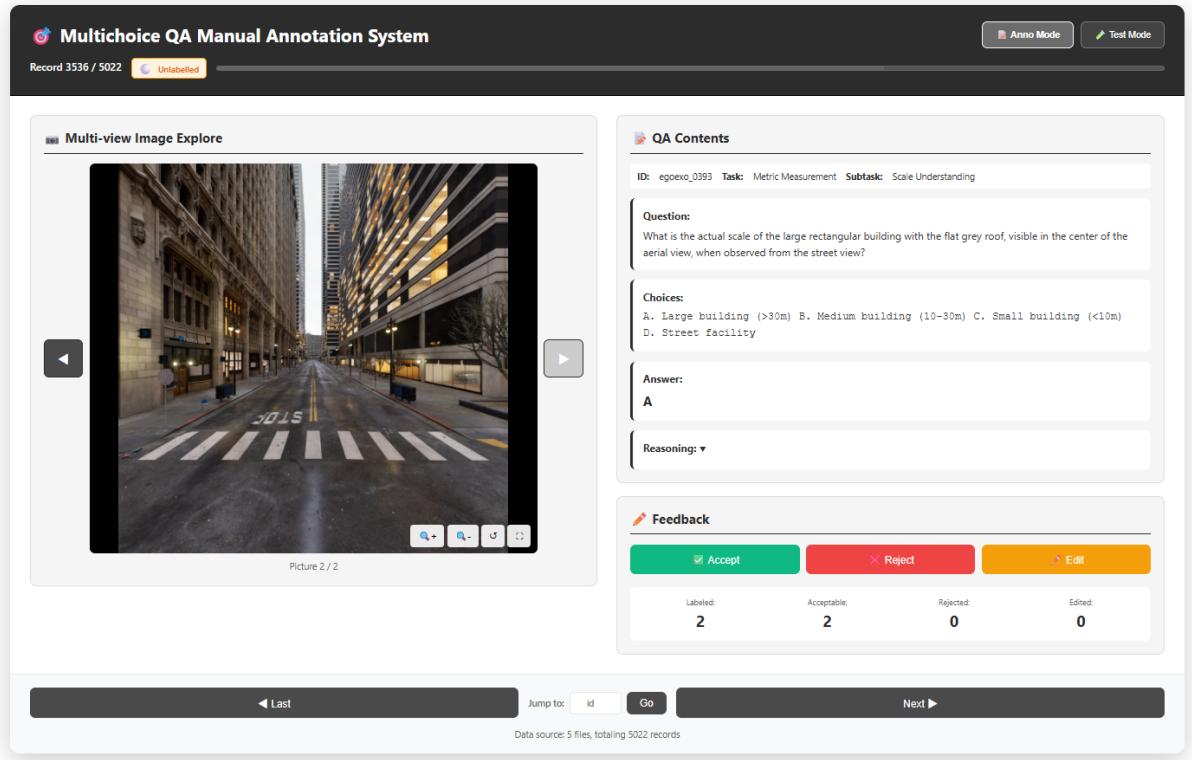 Multichoice QA Manual Annotation System
Anno Mode
Test Mode
Record 3536 / 5022
Unlabelled
Multi-view Image Explore
STOP
Picture 2 / 2
QA Contents
ID: egoexo_0393 Task: Metric Measurement Subtask: Scale Understanding
Question:
What is the actual scale of the large rectangular building with the flat grey roof, visible in the center of the
aerial view, when observed from the street view?
Choices:
A. Large building (>30m) B. Medium building (10-30m) C. Small building (<10m)
D. Street facility
Answer:
A
Reasoning: ▾
Feedback
Accept
Reject
Edit
Labeled:
2
Acceptable:
2
Rejected:
0
Edited:
0
◀ Last
Jump to: id Go
Next ▶
Data source: 5 files, totaling 5022 records